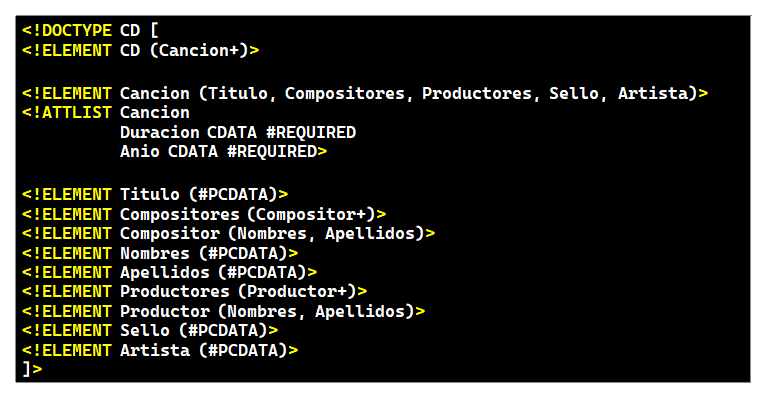 <!DOCTYPE CD [
<!ELEMENT CD (Cancion+)>
<!ELEMENT Cancion (Titulo, Compositores, Productores, Sello, Artista)>
<!ATTLIST Cancion
Duracion CDATA #REQUIRED
Anio CDATA #REQUIRED>
<!ELEMENT Titulo (#PCDATA)>
<!ELEMENT Compositores (Compositor+)>
<!ELEMENT Compositor (Nombres, Apellidos)>
<!ELEMENT Nombres (#PCDATA)>
<!ELEMENT Apellidos (#PCDATA)>
<!ELEMENT Productores (Productor+)>
<!ELEMENT Productor (Nombres, Apellidos)>
<!ELEMENT Sello (#PCDATA)>
<!ELEMENT Artista (#PCDATA)>
]>